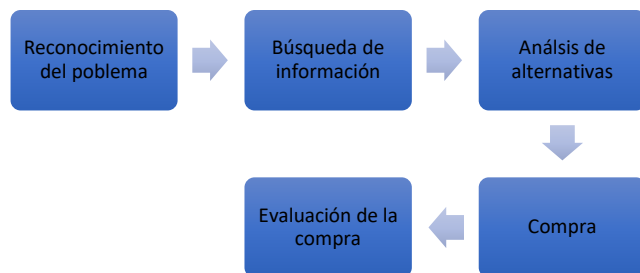 Reconocimiento
del poblema
Búsqueda de
información
Análsis de
alternativas
Compra
Evaluación de la
compra